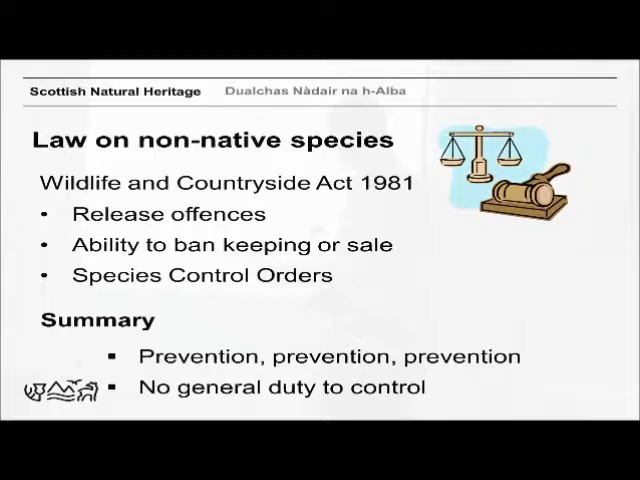 Scottish Natural Heritage Dualchas Nàdair na h-Alba
Law on non-native species
Wildlife and Countryside Act 1981
• Release offences
• Ability to ban keeping or sale
• Species Control Orders
Summary
▪ Prevention, prevention, prevention
▪ No general duty to control